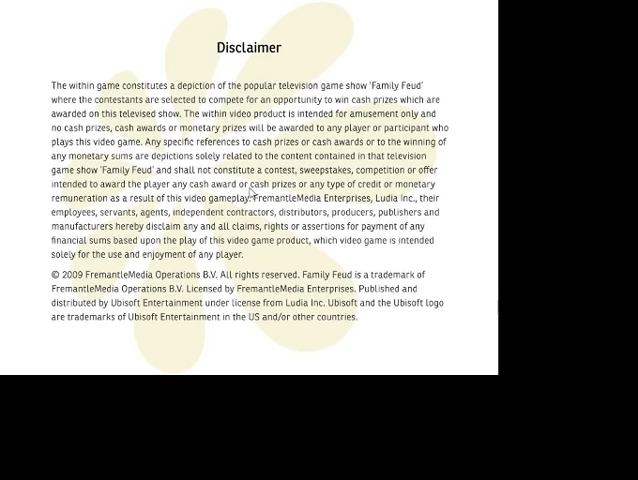 Disclaimer
The within game constitutes a depiction of the popular television game show 'Family Feud'
where the contestants are selected to compete for an opportunity to win cash prizes which are
awarded on this televised show. The within video product is intended for amusement only and
no cash prizes, cash awards or monetary prizes will be awarded to any player or participant who
plays this video game. Any specific references to cash prizes or cash awards or to the winning of
any monetary sums are depictions solely related to the content contained in that television
game show 'Family Feud' and shall not constitute a contest, sweepstakes, competition or offer
intended to award the player any cash award or cash prizes or any type of credit or monetary
remuneration as a result of this video gameplay. FremantleMedia Enterprises, Ludia Inc., their
employees, servants, agents, independent contractors, distributors, producers, publishers and
manufacturers hereby disclaim any and all claims, rights or assertions for payment of any
financial sums based upon the play of this video game product, which video game is intended
solely for the use and enjoyment of any player.
© 2009 FremantleMedia Operations B.V. All rights reserved. Family Feud is a trademark of
FremantleMedia Operations B.V. Licensed by FremantleMedia Enterprises. Published and
distributed by Ubisoft Entertainment under license from Ludia Inc. Ubisoft and the Ubisoft logo
are trademarks of Ubisoft Entertainment in the US and/or other countries.